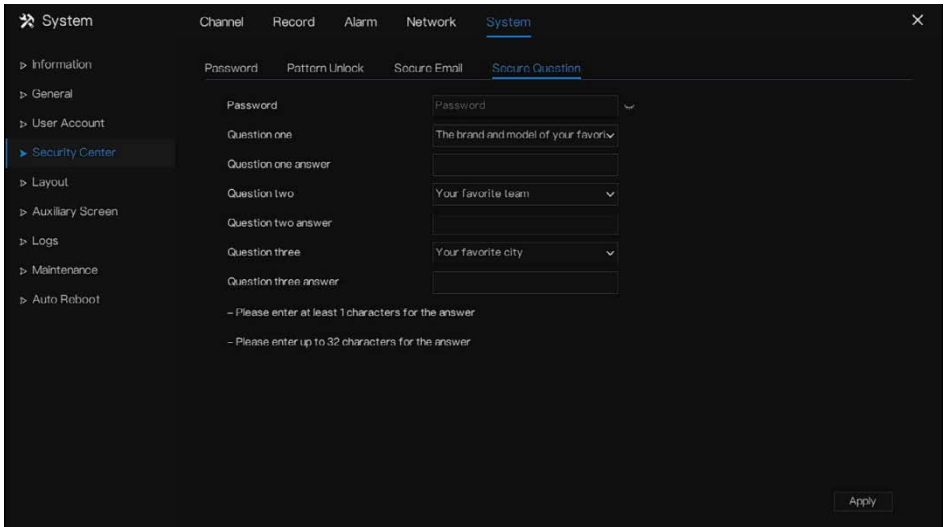 System Channel Record Alarm Network System
Information
General
User Account
Security Center
Layout
Auxiliary Screen
Logs
Maintenance
Auto Reboot
Password Pattern Unlock Secure Email Secure Question
Password Password
Question one The brand and model of your favori
Question one answer
Question two Your favorite team
Question two answer
Question three Your favorite city
Question three answer
– Please enter at least 1 characters for the answer
– Please enter up to 32 characters for the answer
Apply